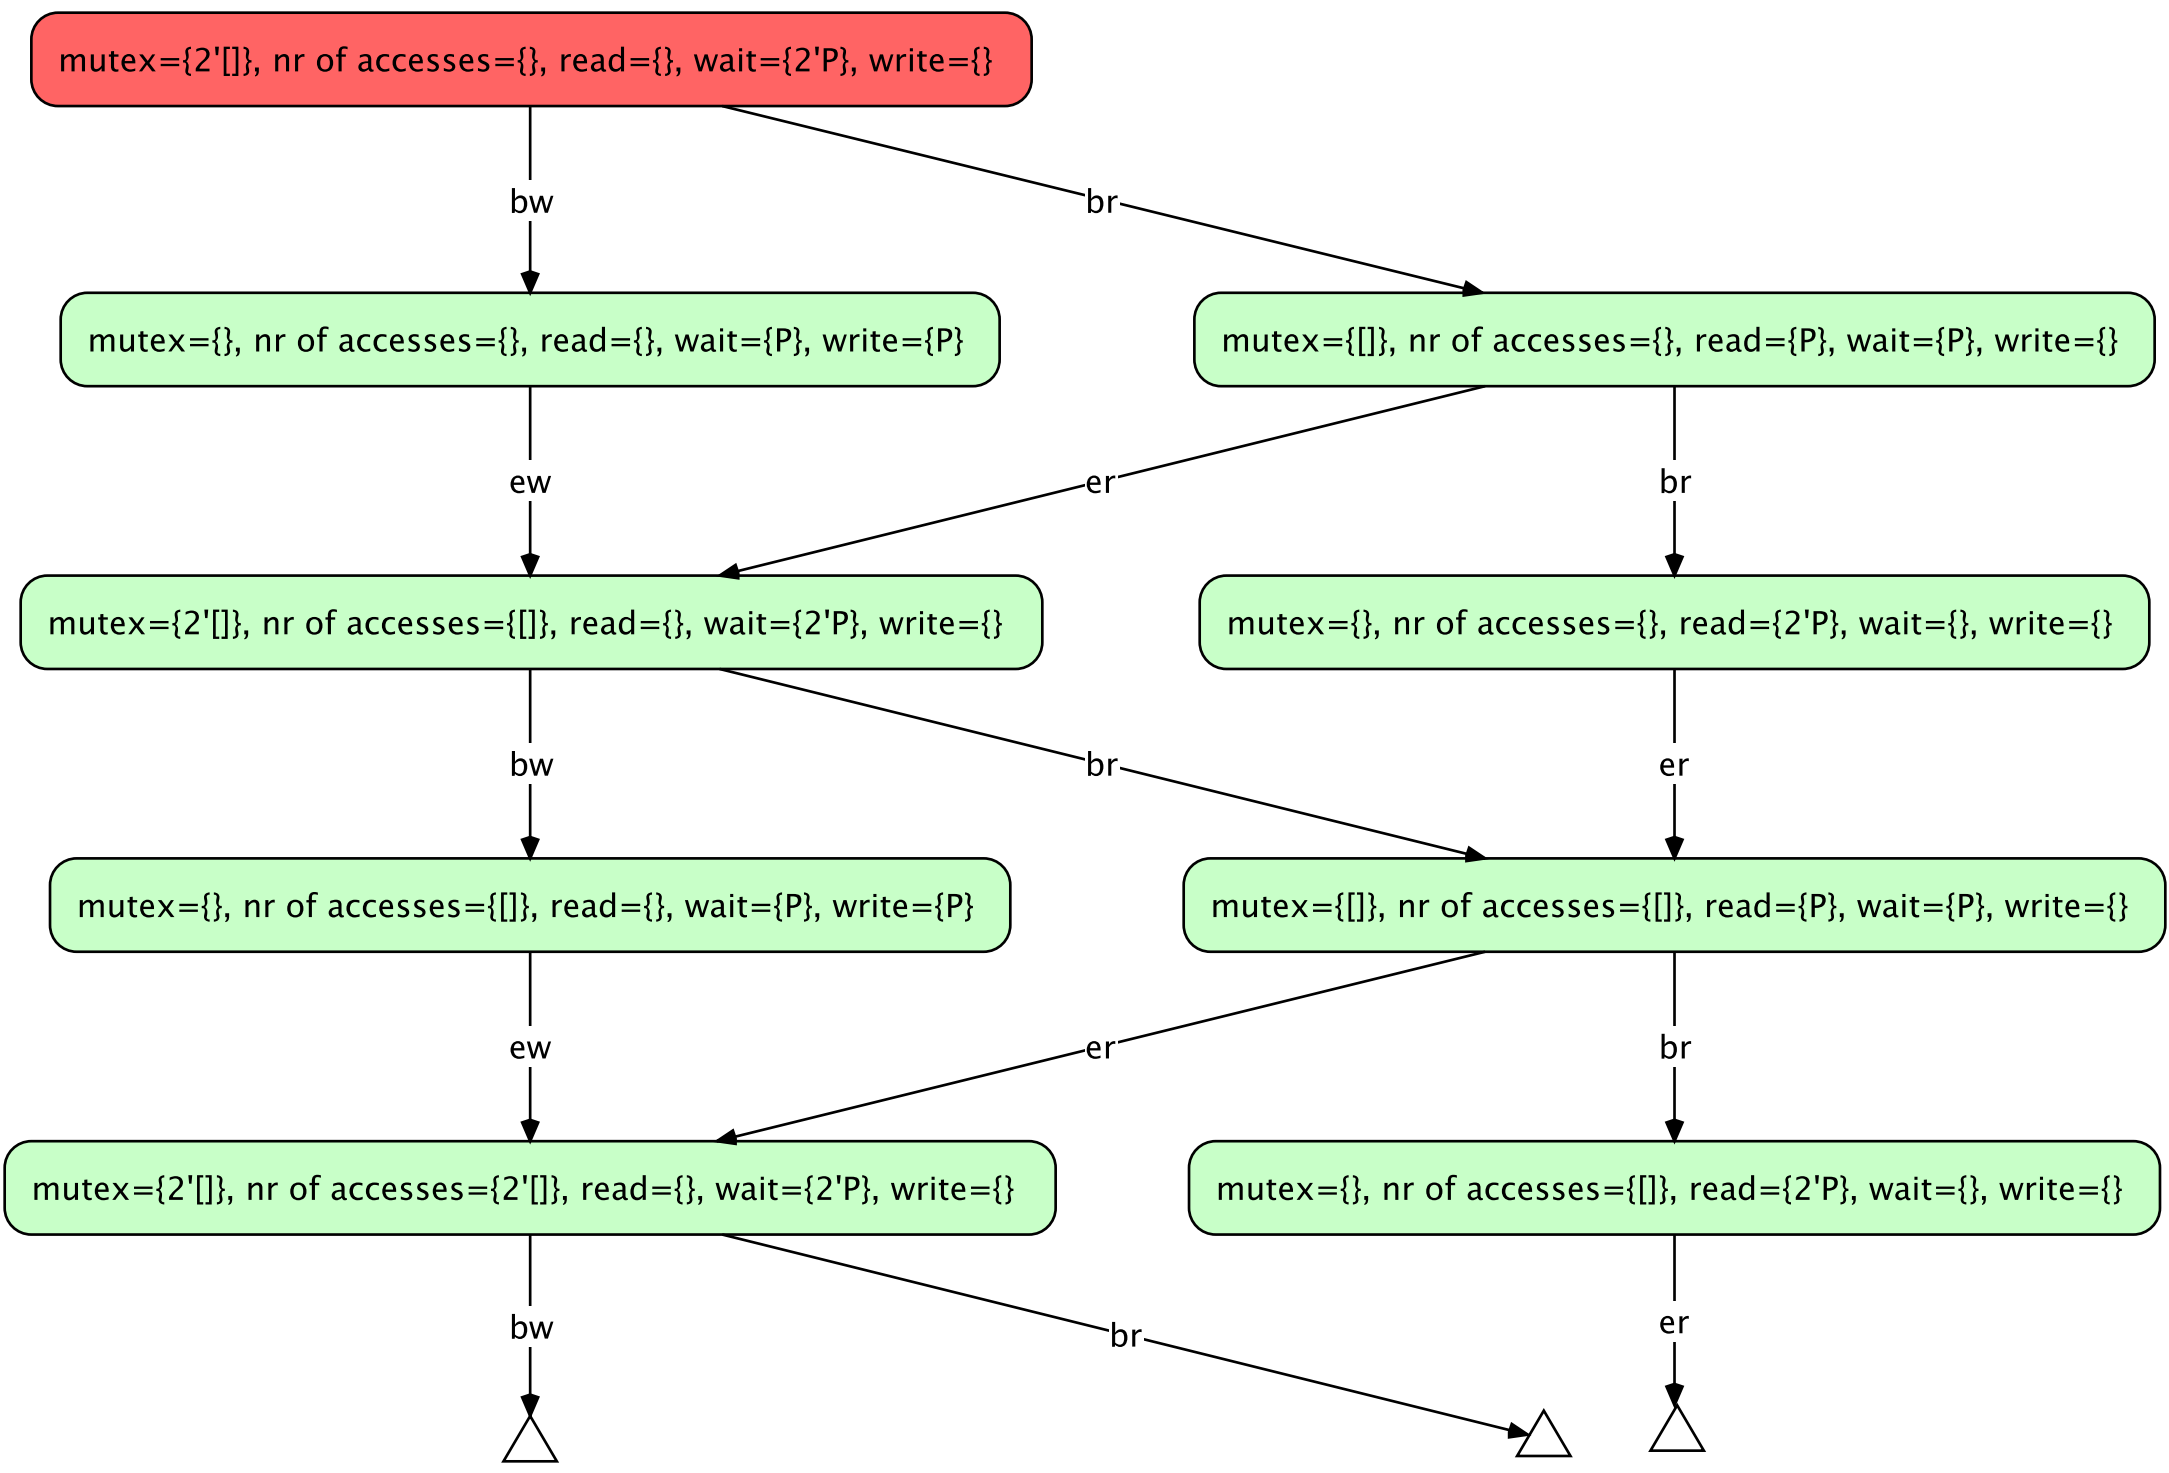 mutex={2'[]}, nr of accesses={}, read={}, wait={2'P}, write={}
bw
br
mutex={}, nr of accesses={}, read={}, wait={P}, write={P}
mutex={[]}, nr of accesses={}, read={P}, wait={P}, write={}
ew
er
br
mutex={2'[]}, nr of accesses={[]}, read={}, wait={2'P}, write={}
mutex={}, nr of accesses={}, read={2'P}, wait={}, write={}
bw
br
er
mutex={}, nr of accesses={[]}, read={}, wait={P}, write={P}
mutex={[]}, nr of accesses={[]}, read={P}, wait={P}, write={}
ew
er
br
mutex={2'[]}, nr of accesses={2'[]}, read={}, wait={2'P}, write={}
mutex={}, nr of accesses={[]}, read={2'P}, wait={}, write={}
bw
br
er